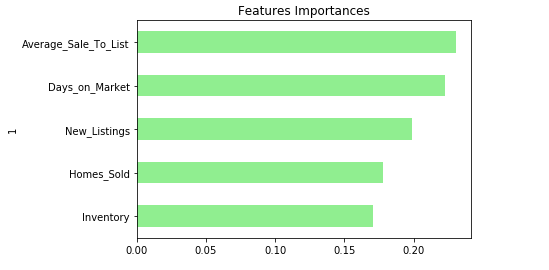 Features Importances
Average_Sale_To_List
Days_on_Market
New_Listings
1
Homes_Sold
Inventory
0.00 0.05 0.10 0.15 0.20